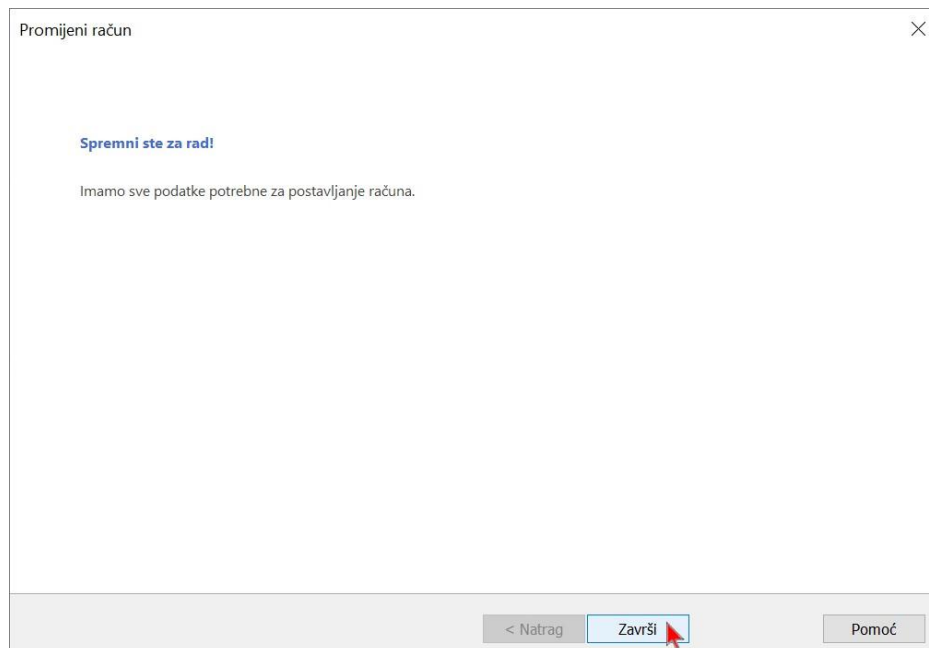 Promijeni račun
Spremni ste za rad!
Imamo sve podatke potrebne za postavljanje računa.
< Natrag
Završi
Pomoć